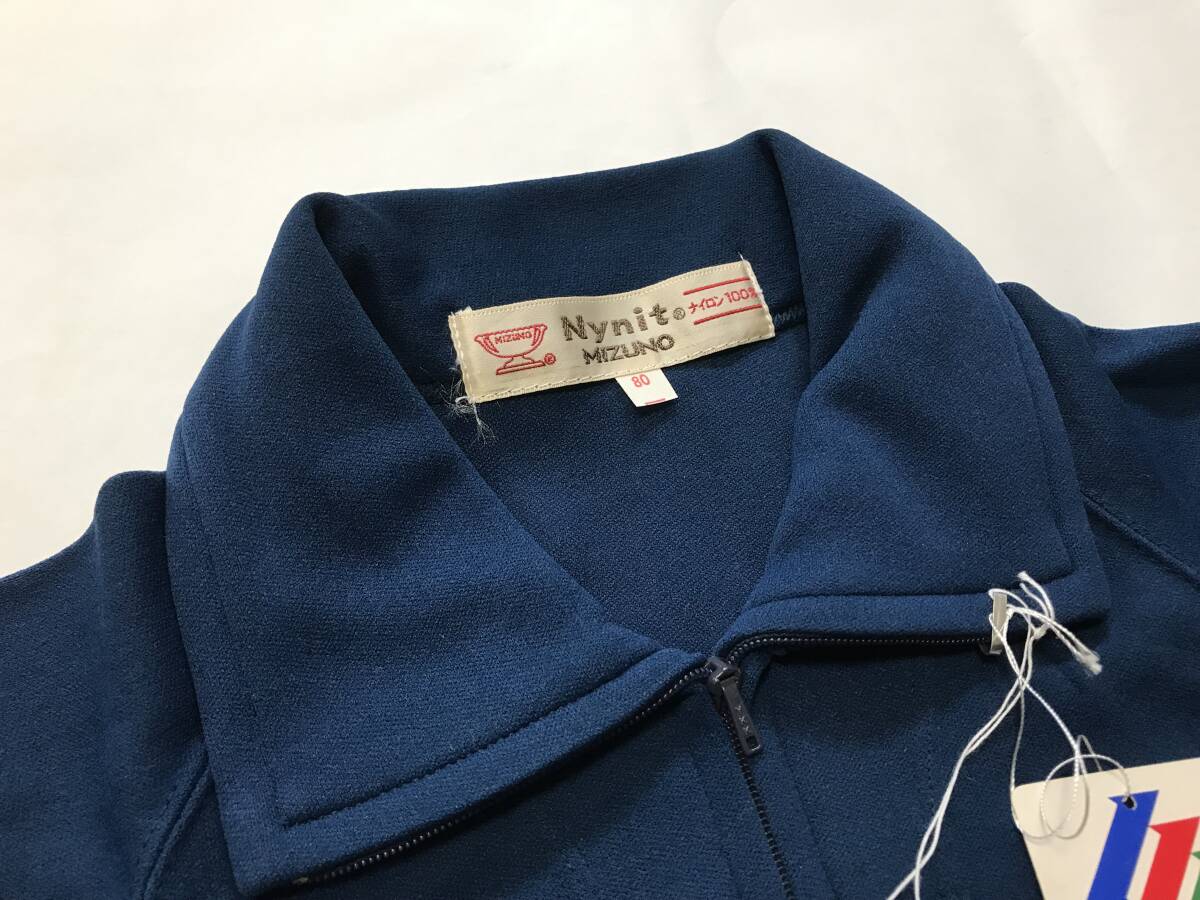 MIZUNO
®
Nynit®
MIZUNO
ナイロン100%
80